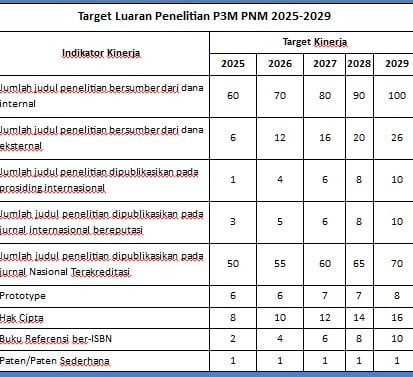 Target Luaran Penelitian P3M PNM 2025-2029
Indikator Kinerja
Target Kinerja
2025 2026 2027 2028 2029
Jumlah judul penelitian bersumber dari dana
internal
60 70 80 90 100
Jumlah judul penelitian bersumber dari dana
eksternal
6 12 16 20 26
Jumlah judul penelitian dipublikasikan pada
prosiding internasional
1 4 6 8 10
Jumlah judul penelitian dipublikasikan pada
jurnal internasional bereputasi
3 5 6 8 10
Jumlah judul penelitian dipublikasikan pada
jurnal Nasional Terakreditasi
50 55 60 65 70
Prototype 6 6 7 7 8
Hak Cipta 8 10 12 14 16
Buku Referensi ber-ISBN 2 4 6 8 10
Paten/Paten Sederhana 1 1 1 1 1